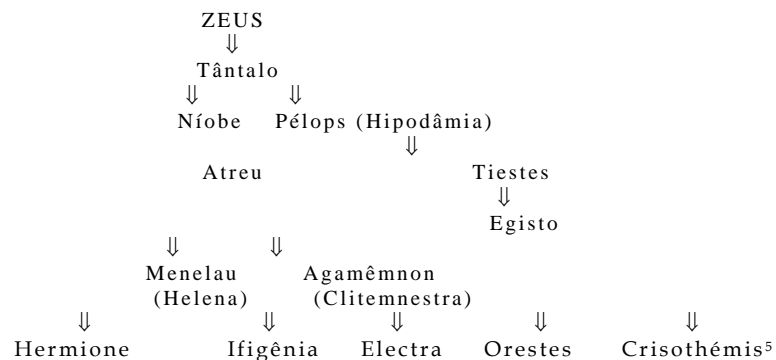 ZEUS
⇓
Tântalo
⇓ ⇓
Níobe Pélops (Hipodâmia)
⇓
Atreu Tiestes
⇓
Egisto
⇓ ⇓
Menelau Agamêmnon
(Helena) (Clitemnestra)
⇓ ⇓ ⇓ ⇓ ⇓
Hermione Ifigênia Electra Orestes Crisothémis⁵